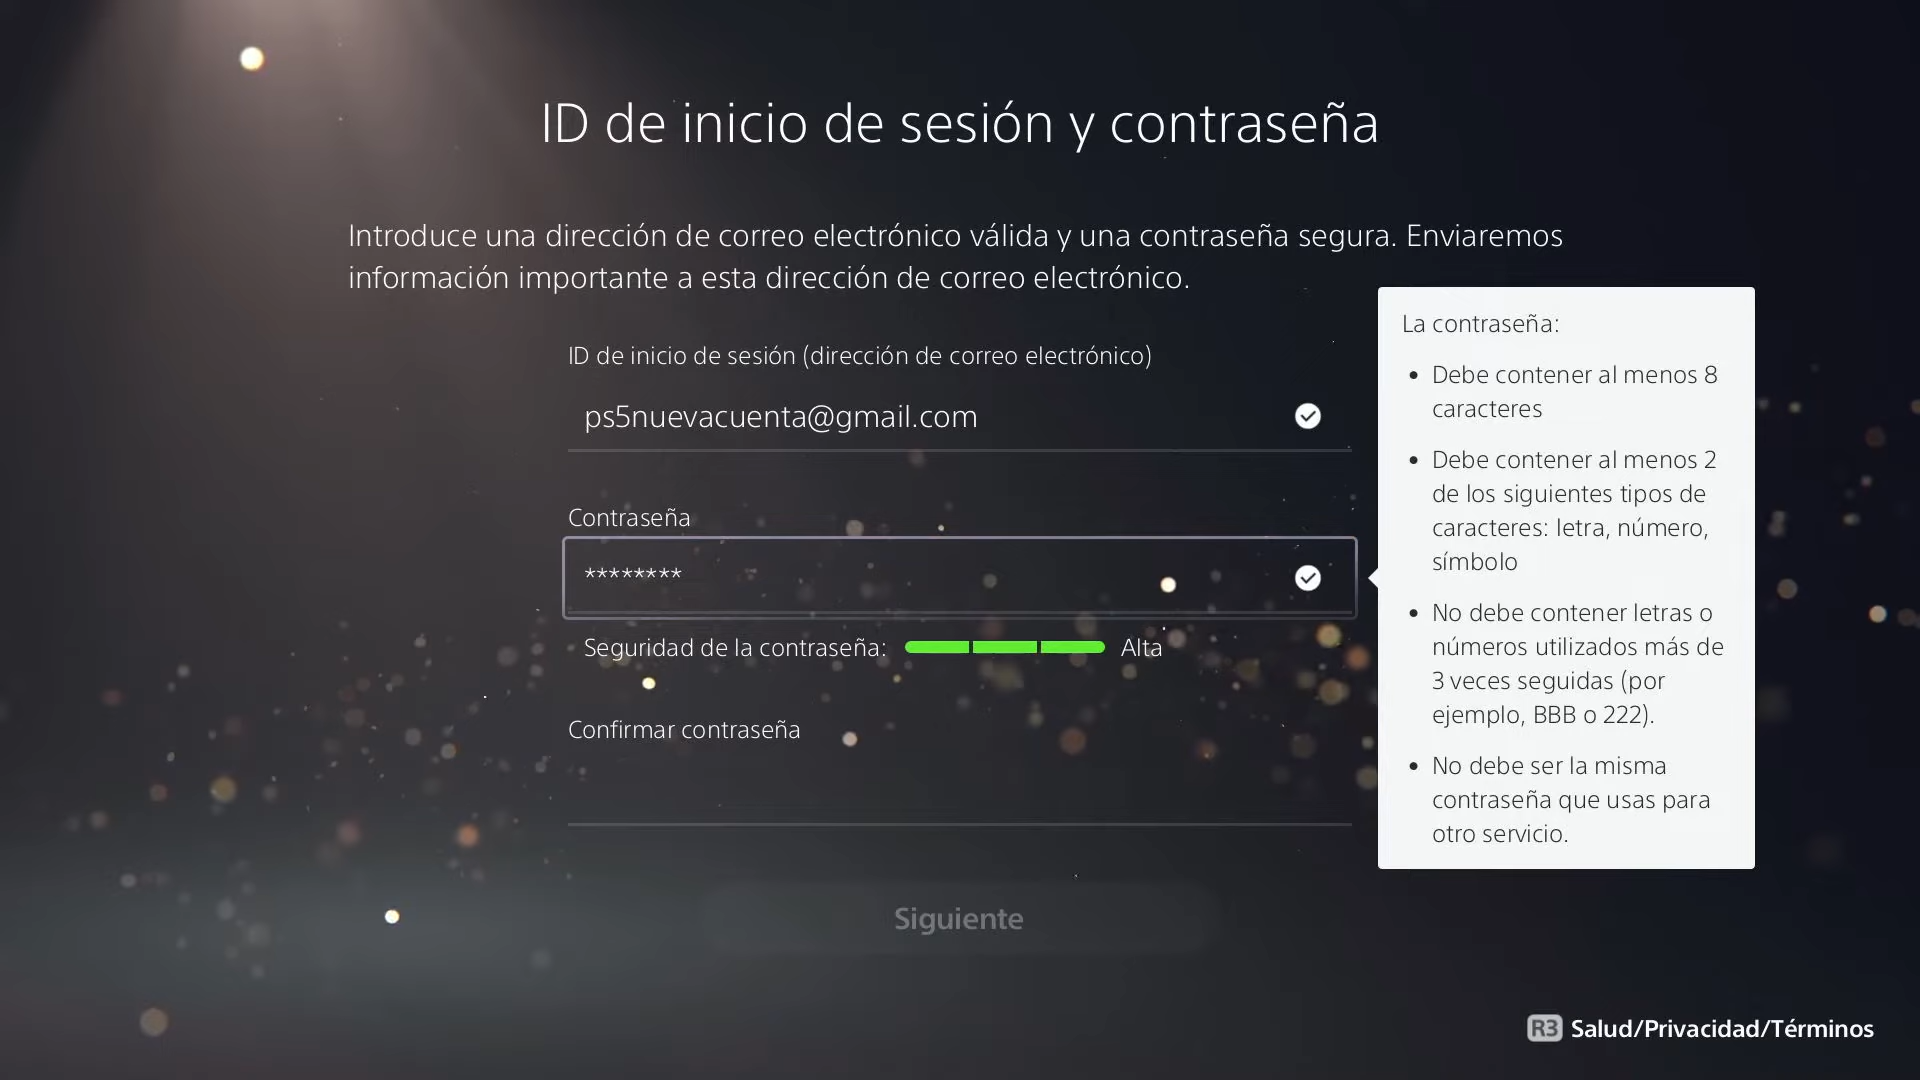 ID de inicio de sesión y contraseña
Introduce una dirección de correo electrónico válida y una contraseña segura. Enviaremos
información importante a esta dirección de correo electrónico.
ID de inicio de sesión (dirección de correo electrónico)
ps5nuevacuenta@gmail.com
Contraseña
********
Seguridad de la contraseña: Alta
Confirmar contraseña
Siguiente
La contraseña:
• Debe contener al menos 8
caracteres
• Debe contener al menos 2
de los siguientes tipos de
caracteres: letra, número,
símbolo
• No debe contener letras o
números utilizados más de
3 veces seguidas (por
ejemplo, BBB o 222).
• No debe ser la misma
contraseña que usas para
otro servicio.
R3 Salud/Privacidad/Términos